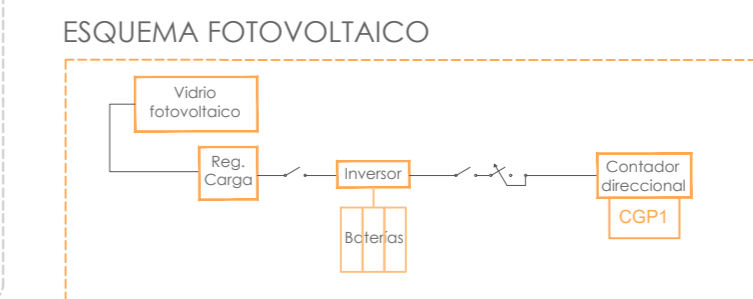 ESQUEMA FOTOVOLTAICO
Vidrio
fotovoltaico
Reg.
Carga
Inversor
Baterías
Contador
direccional
CGP1